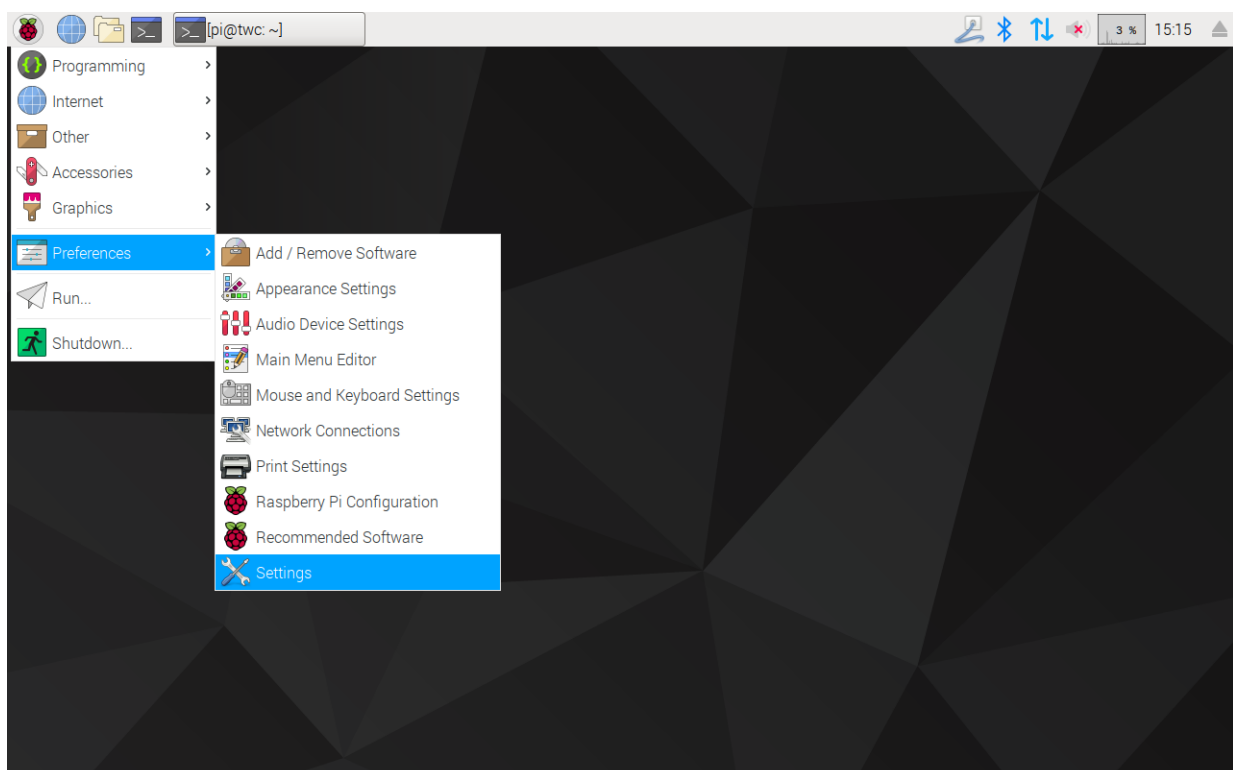 [pi@twc: ~]
3 %
15:15
Programming
Internet
Other
Accessories
Graphics
Preferences
Run...
Shutdown...
Add / Remove Software
Appearance Settings
Audio Device Settings
Main Menu Editor
Mouse and Keyboard Settings
Network Connections
Print Settings
Raspberry Pi Configuration
Recommended Software
Settings